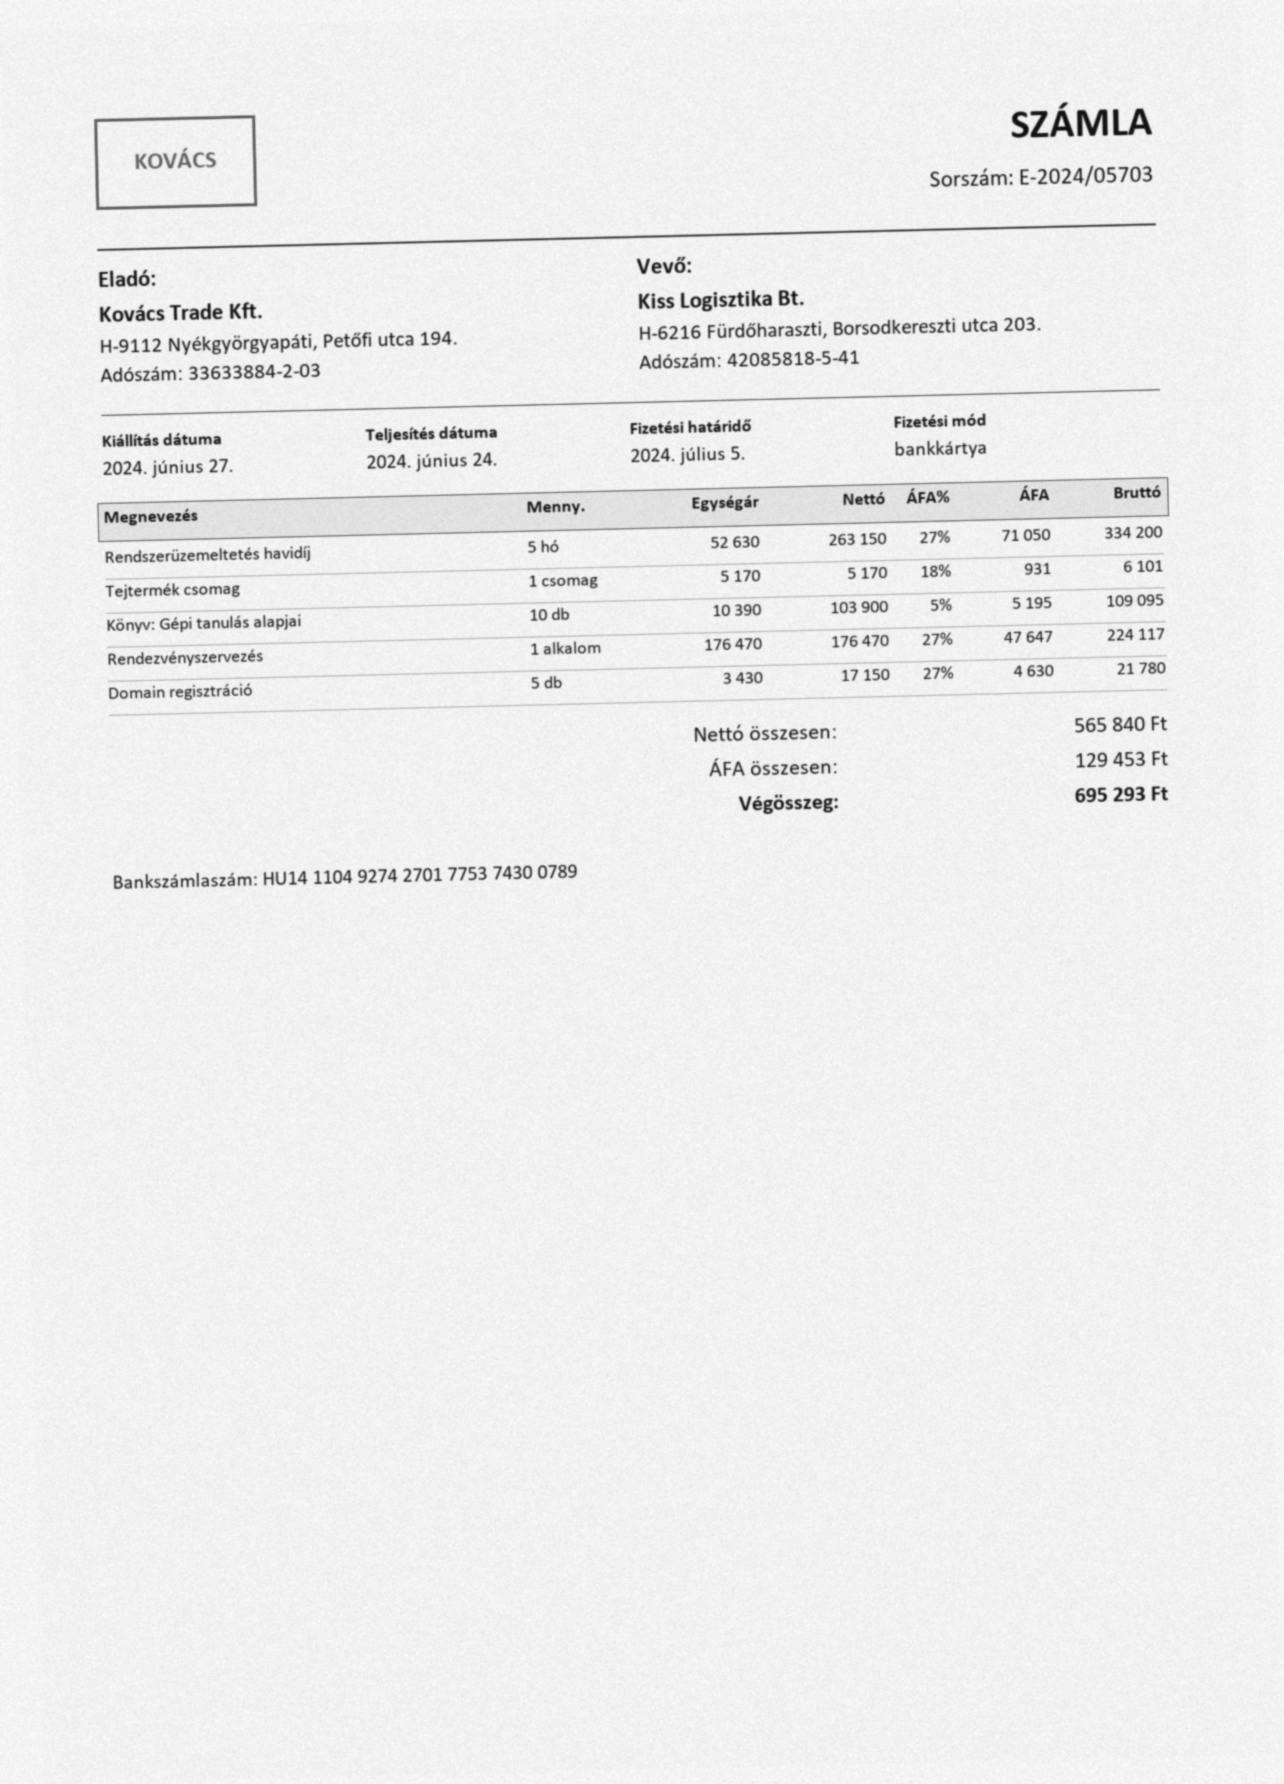 KOVÁCS
SZÁMLA
Sorszám: E-2024/05703
Eladó:
Kovács Trade Kft.
H-9112 Nyékgyörgyapáti, Petőfi utca 194.
Adószám: 33633884-2-03
Vevő:
Kiss Logisztika Bt.
H-6216 Fürdőharaszti, Borsodkereszti utca 203.
Adószám: 42085818-5-41
Kiállítás dátuma Teljesítés dátuma Fizetési határidő Fizetési mód
2024. június 27. 2024. június 24. 2024. július 5. bankkártya
Megnevezés Menny. Egységár Nettó ÁFA% ÁFA Bruttó
Rendszerüzemeltetés havidíj 5 hó 52 630 263 150 27% 71 050 334 200
Tejtermék csomag 1 csomag 5 170 5 170 18% 931 6 101
Könyv: Gépi tanulás alapjai 10 db 10 390 103 900 5% 5 195 109 095
Rendezvényszervezés 1 alkalom 176 470 176 470 27% 47 647 224 117
Domain regisztráció 5 db 3 430 17 150 27% 4 630 21 780
Nettó összesen: 565 840 Ft
ÁFA összesen: 129 453 Ft
Végösszeg: 695 293 Ft
Bankszámlaszám: HU14 1104 9274 2701 7753 7430 0789